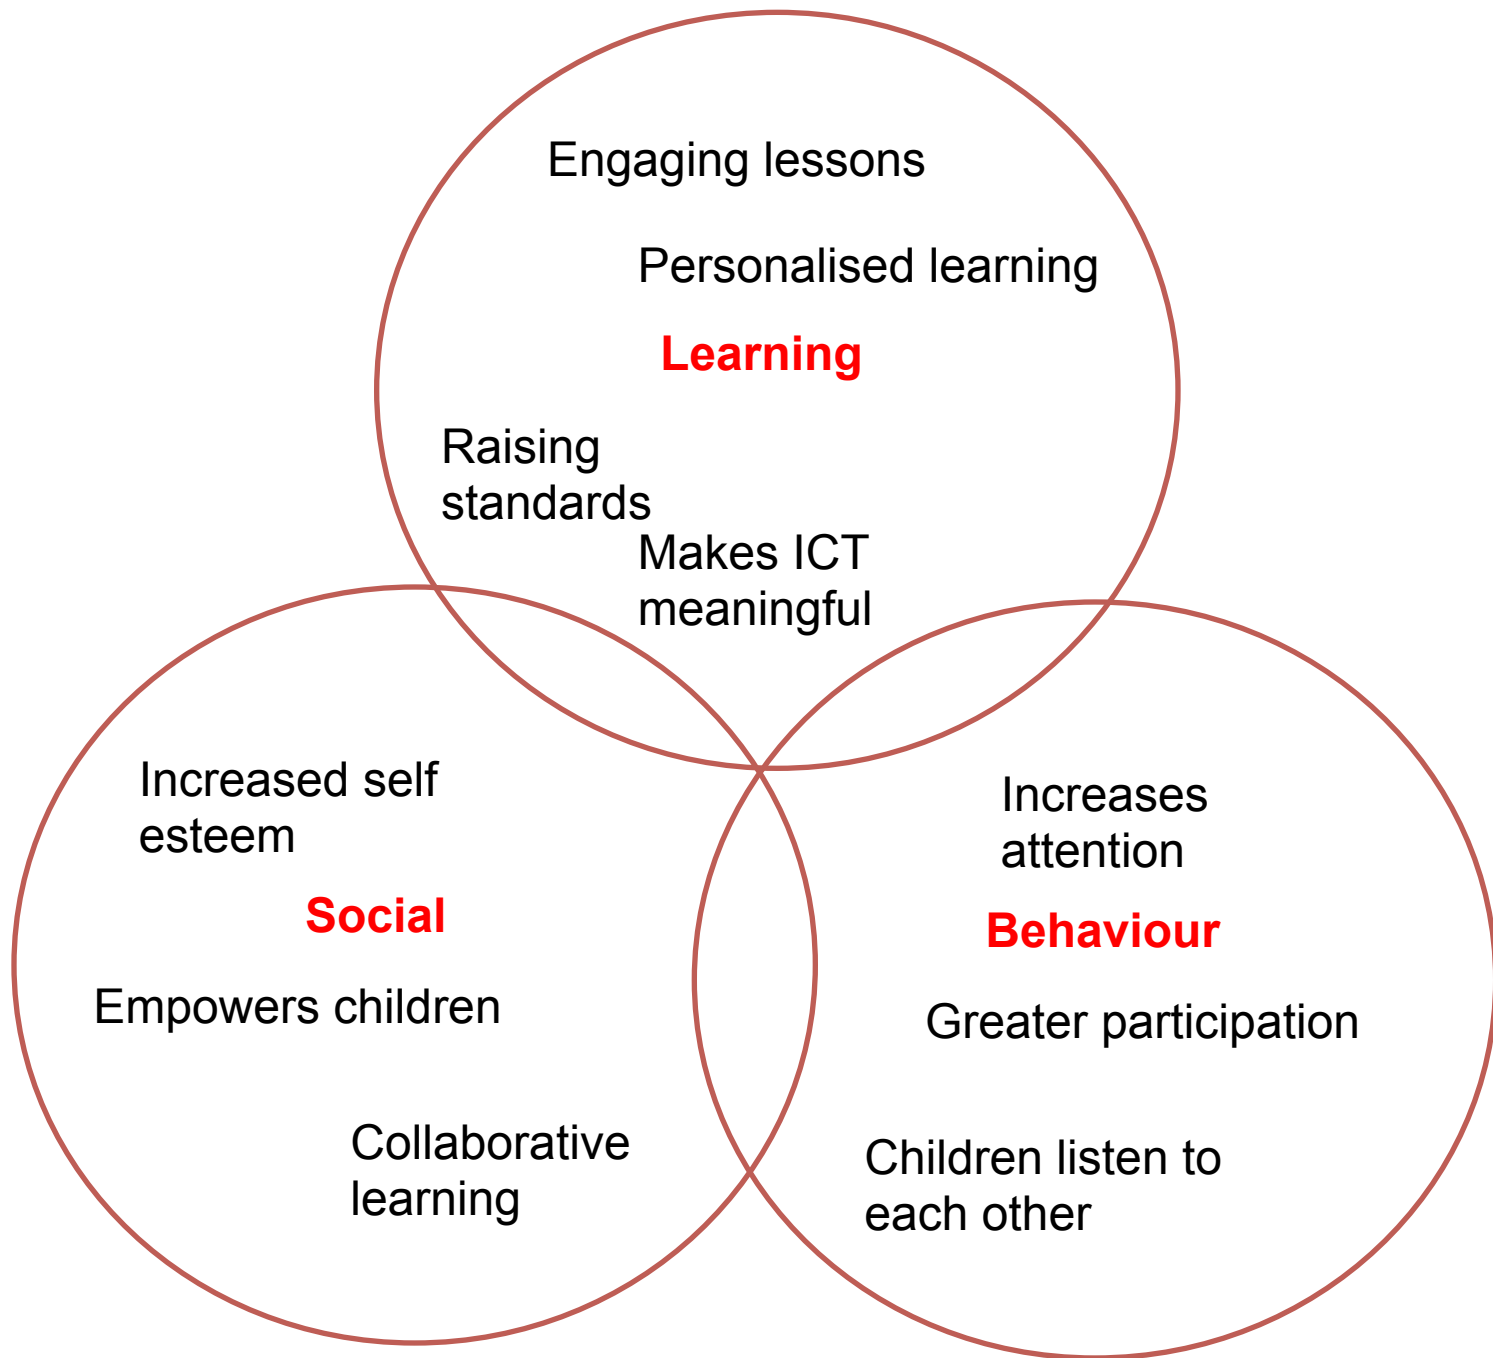 Engaging lessons
Personalised learning
Learning
Raising
standards
Makes ICT
meaningful
Increased self
esteem
Social
Empowers children
Collaborative
learning
Increases
attention
Behaviour
Greater participation
Children listen to
each other